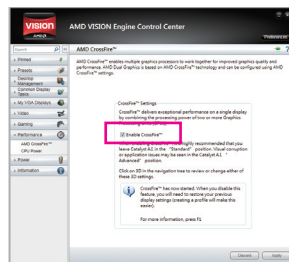 VISION
AMD
AMD VISION Engine Control Center
Preferences
Search
Pinned
Presets
Desktop
Management
Common Display
Tasks
My VGA Displays
Video
Gaming
Performance
AMD CrossFire™
CPU Power
Power
Information
AMD CrossFire™
AMD CrossFire™ enables multiple graphics processors to work together for improved graphics quality and
performance. AMD Dual Graphics is based on AMD CrossFire™ technology and can be configured using AMD
CrossFire™ settings.
CrossFire™ Settings
CrossFire™ delivers exceptional performance on a single display
by combining the processing power of two or more Graphics
Enable CrossFire™
highly recommended that you
leave Catalyst A.I. in the "Standard" position. Visual corruption
or application issues may be seen in the Catalyst A.I. "
Advanced" position.
Click on 3D in the navigation tree to review or change either of
these 3D settings.
CrossFire™ has now started. When you disable this
feature, you will need to restore your previous
display settings (creating a profile will make this
easier).
For more information, press F1
Discard
Apply